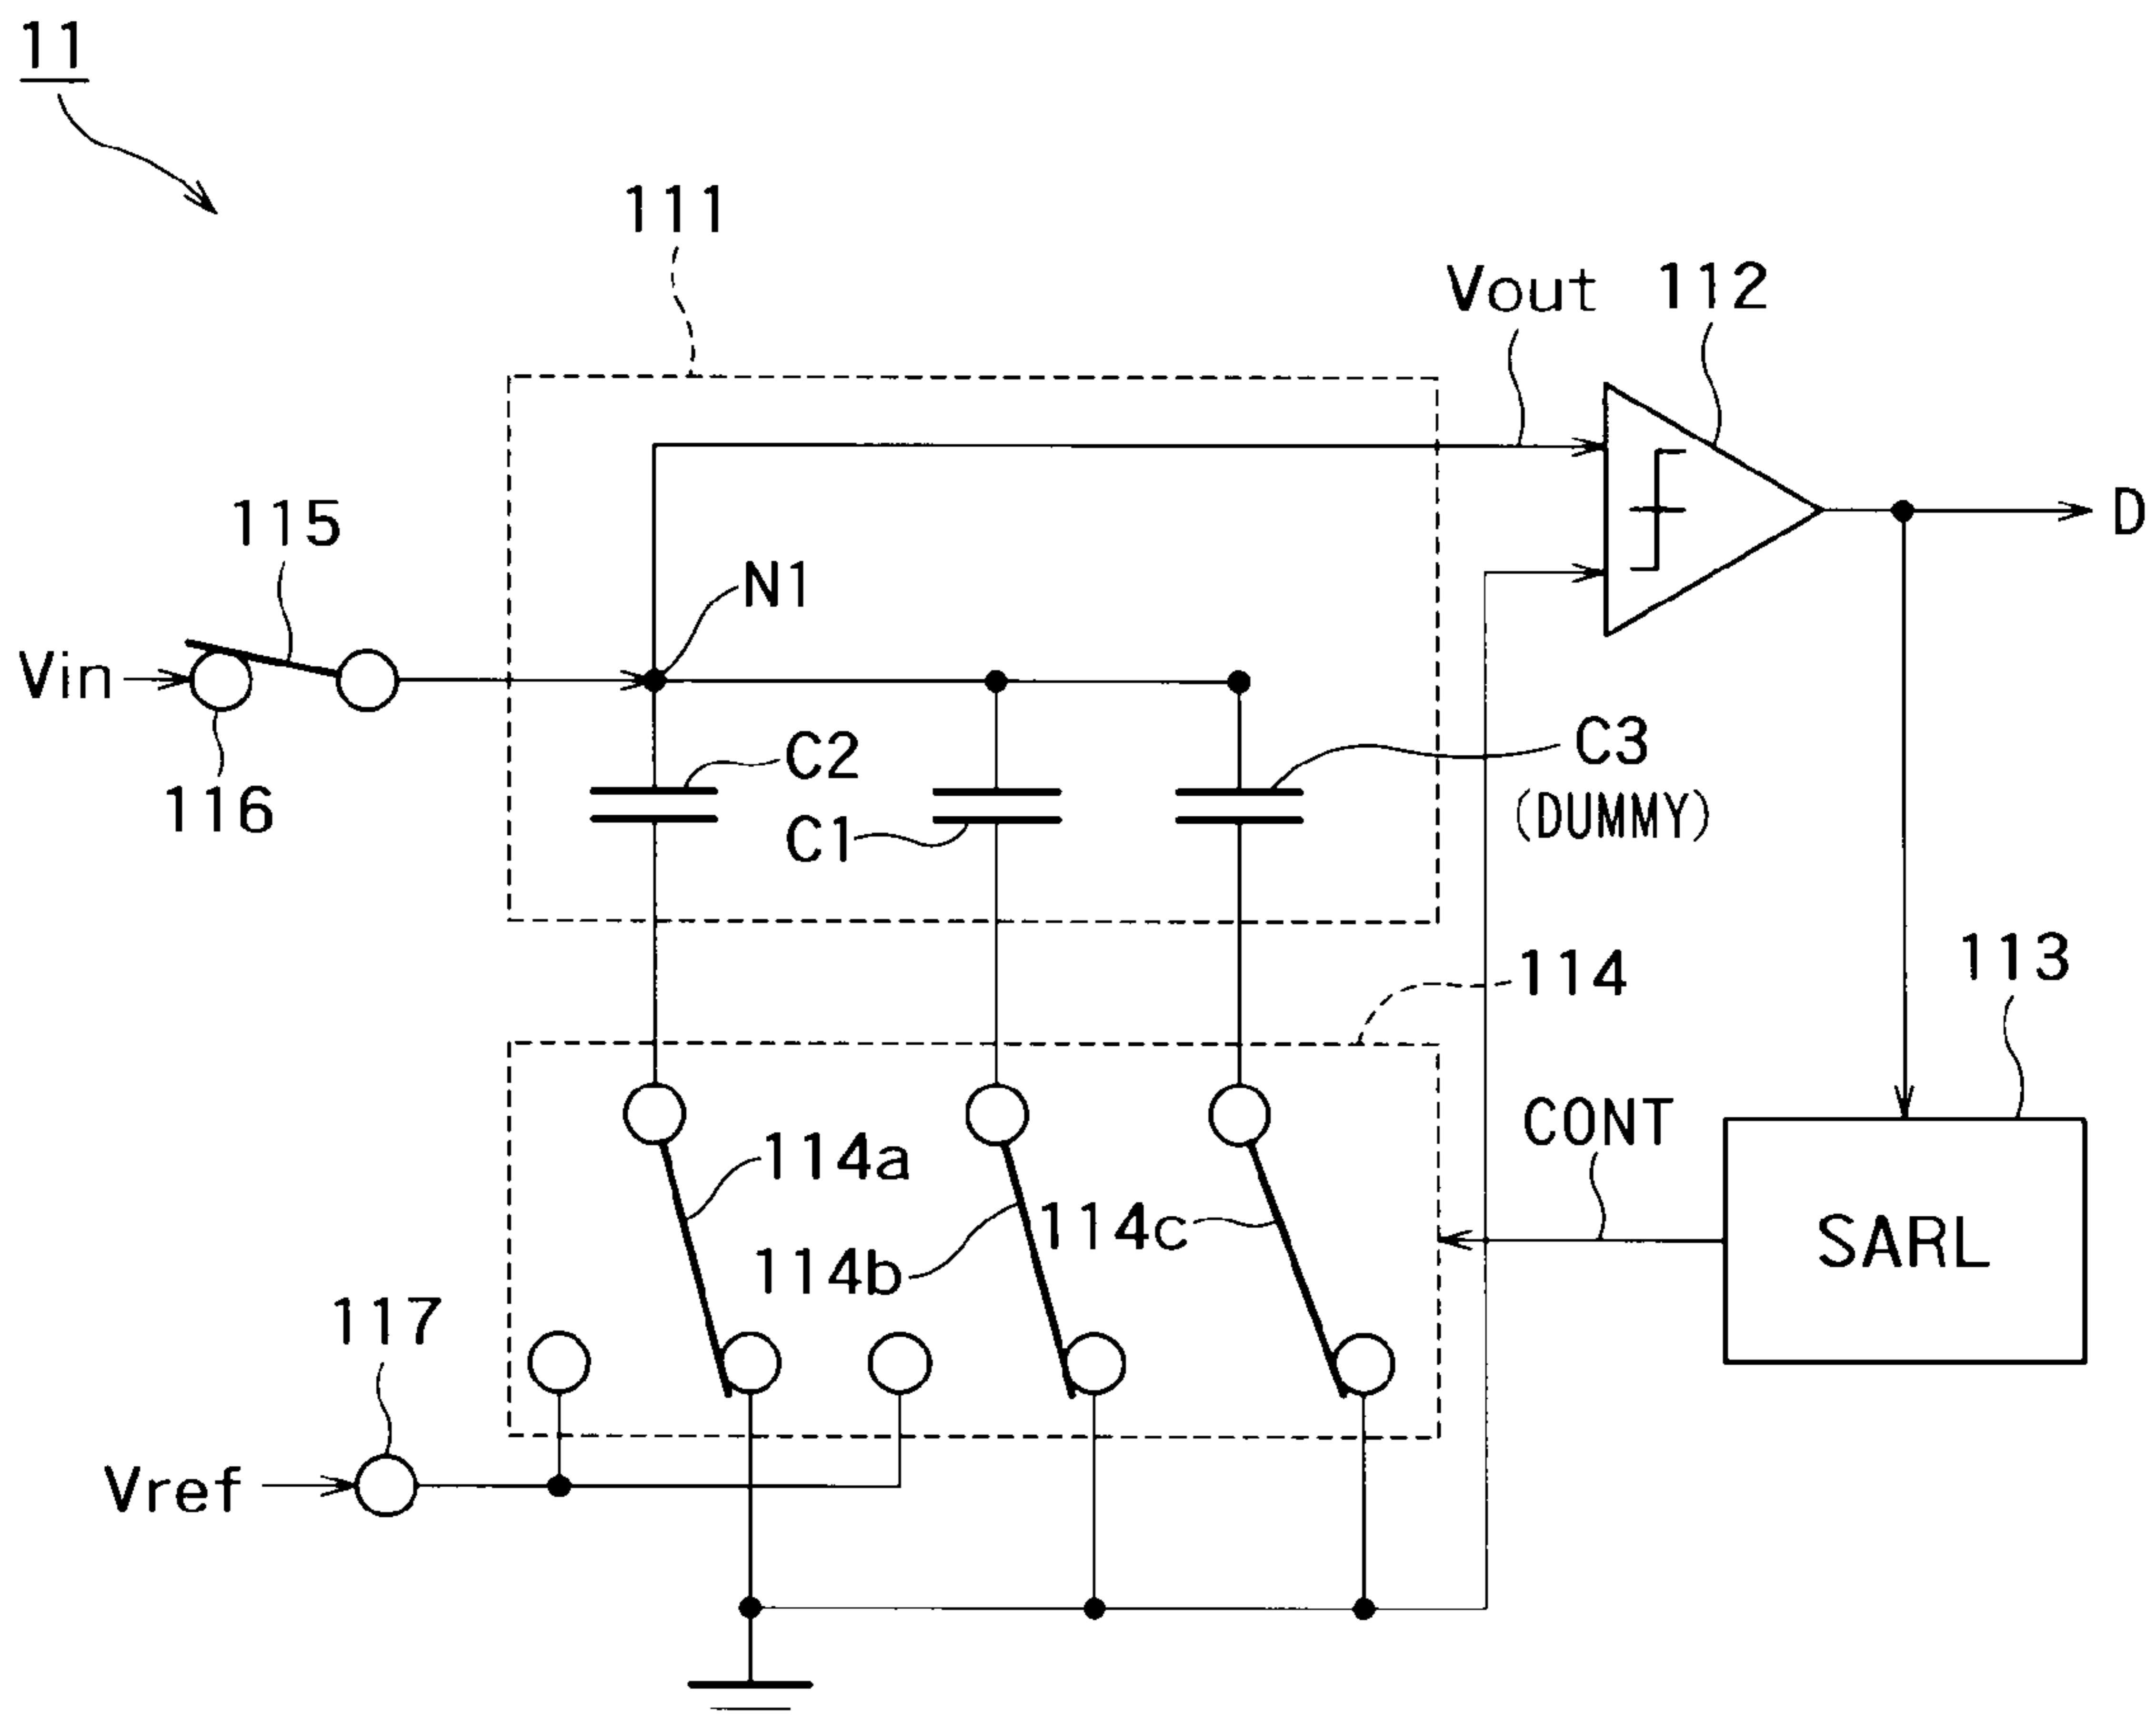 11
111
Vout 112
115
N1
D
Vin
116
C2
C1
C3
(DUMMY)
114
113
CONT
114a
114b
114c
SARL
117
Vref